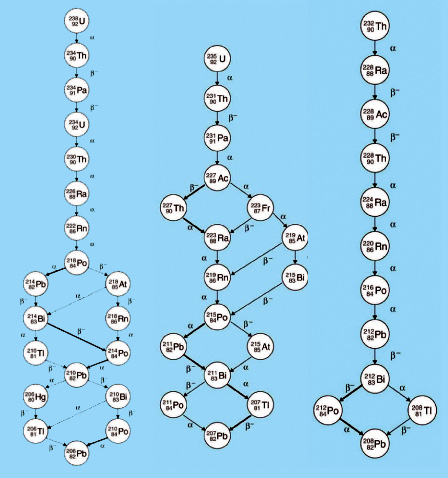 238 92 U
α
234 90 Th
β⁻
234 91 Pa
β⁻
234 92 U
α
230 90 Th
α
226 88 Ra
α
222 86 Rn
α
218 84 Po
α β⁻
214 82 Pb 218 85 At
β⁻ α β⁻
214 83 Bi 218 86 Rn
α β⁻ α
210 81 Tl 214 84 Po
β⁻ α
210 82 Pb
α β⁻
206 80 Hg 210 83 Bi
β⁻ α β⁻
206 81 Tl 210 84 Po
β⁻ α
206 82 Pb
235 92 U
α
231 90 Th
β⁻
231 91 Pa
α
227 89 Ac
β⁻ α
227 90 Th 223 87 Fr
α β⁻ α
223 88 Ra 219 85 At
α β⁻ α
219 86 Rn 215 83 Bi
α β⁻
215 84 Po
α β⁻
211 82 Pb 215 85 At
β⁻ α
211 83 Bi
β⁻ α
211 84 Po 207 81 Tl
α β⁻
207 82 Pb
232 90 Th
α
228 88 Ra
β⁻
228 89 Ac
β⁻
228 90 Th
α
224 88 Ra
α
220 86 Rn
α
216 84 Po
α
212 82 Pb
β⁻
212 83 Bi
β⁻ α
212 84 Po 208 81 Tl
α β⁻
208 82 Pb